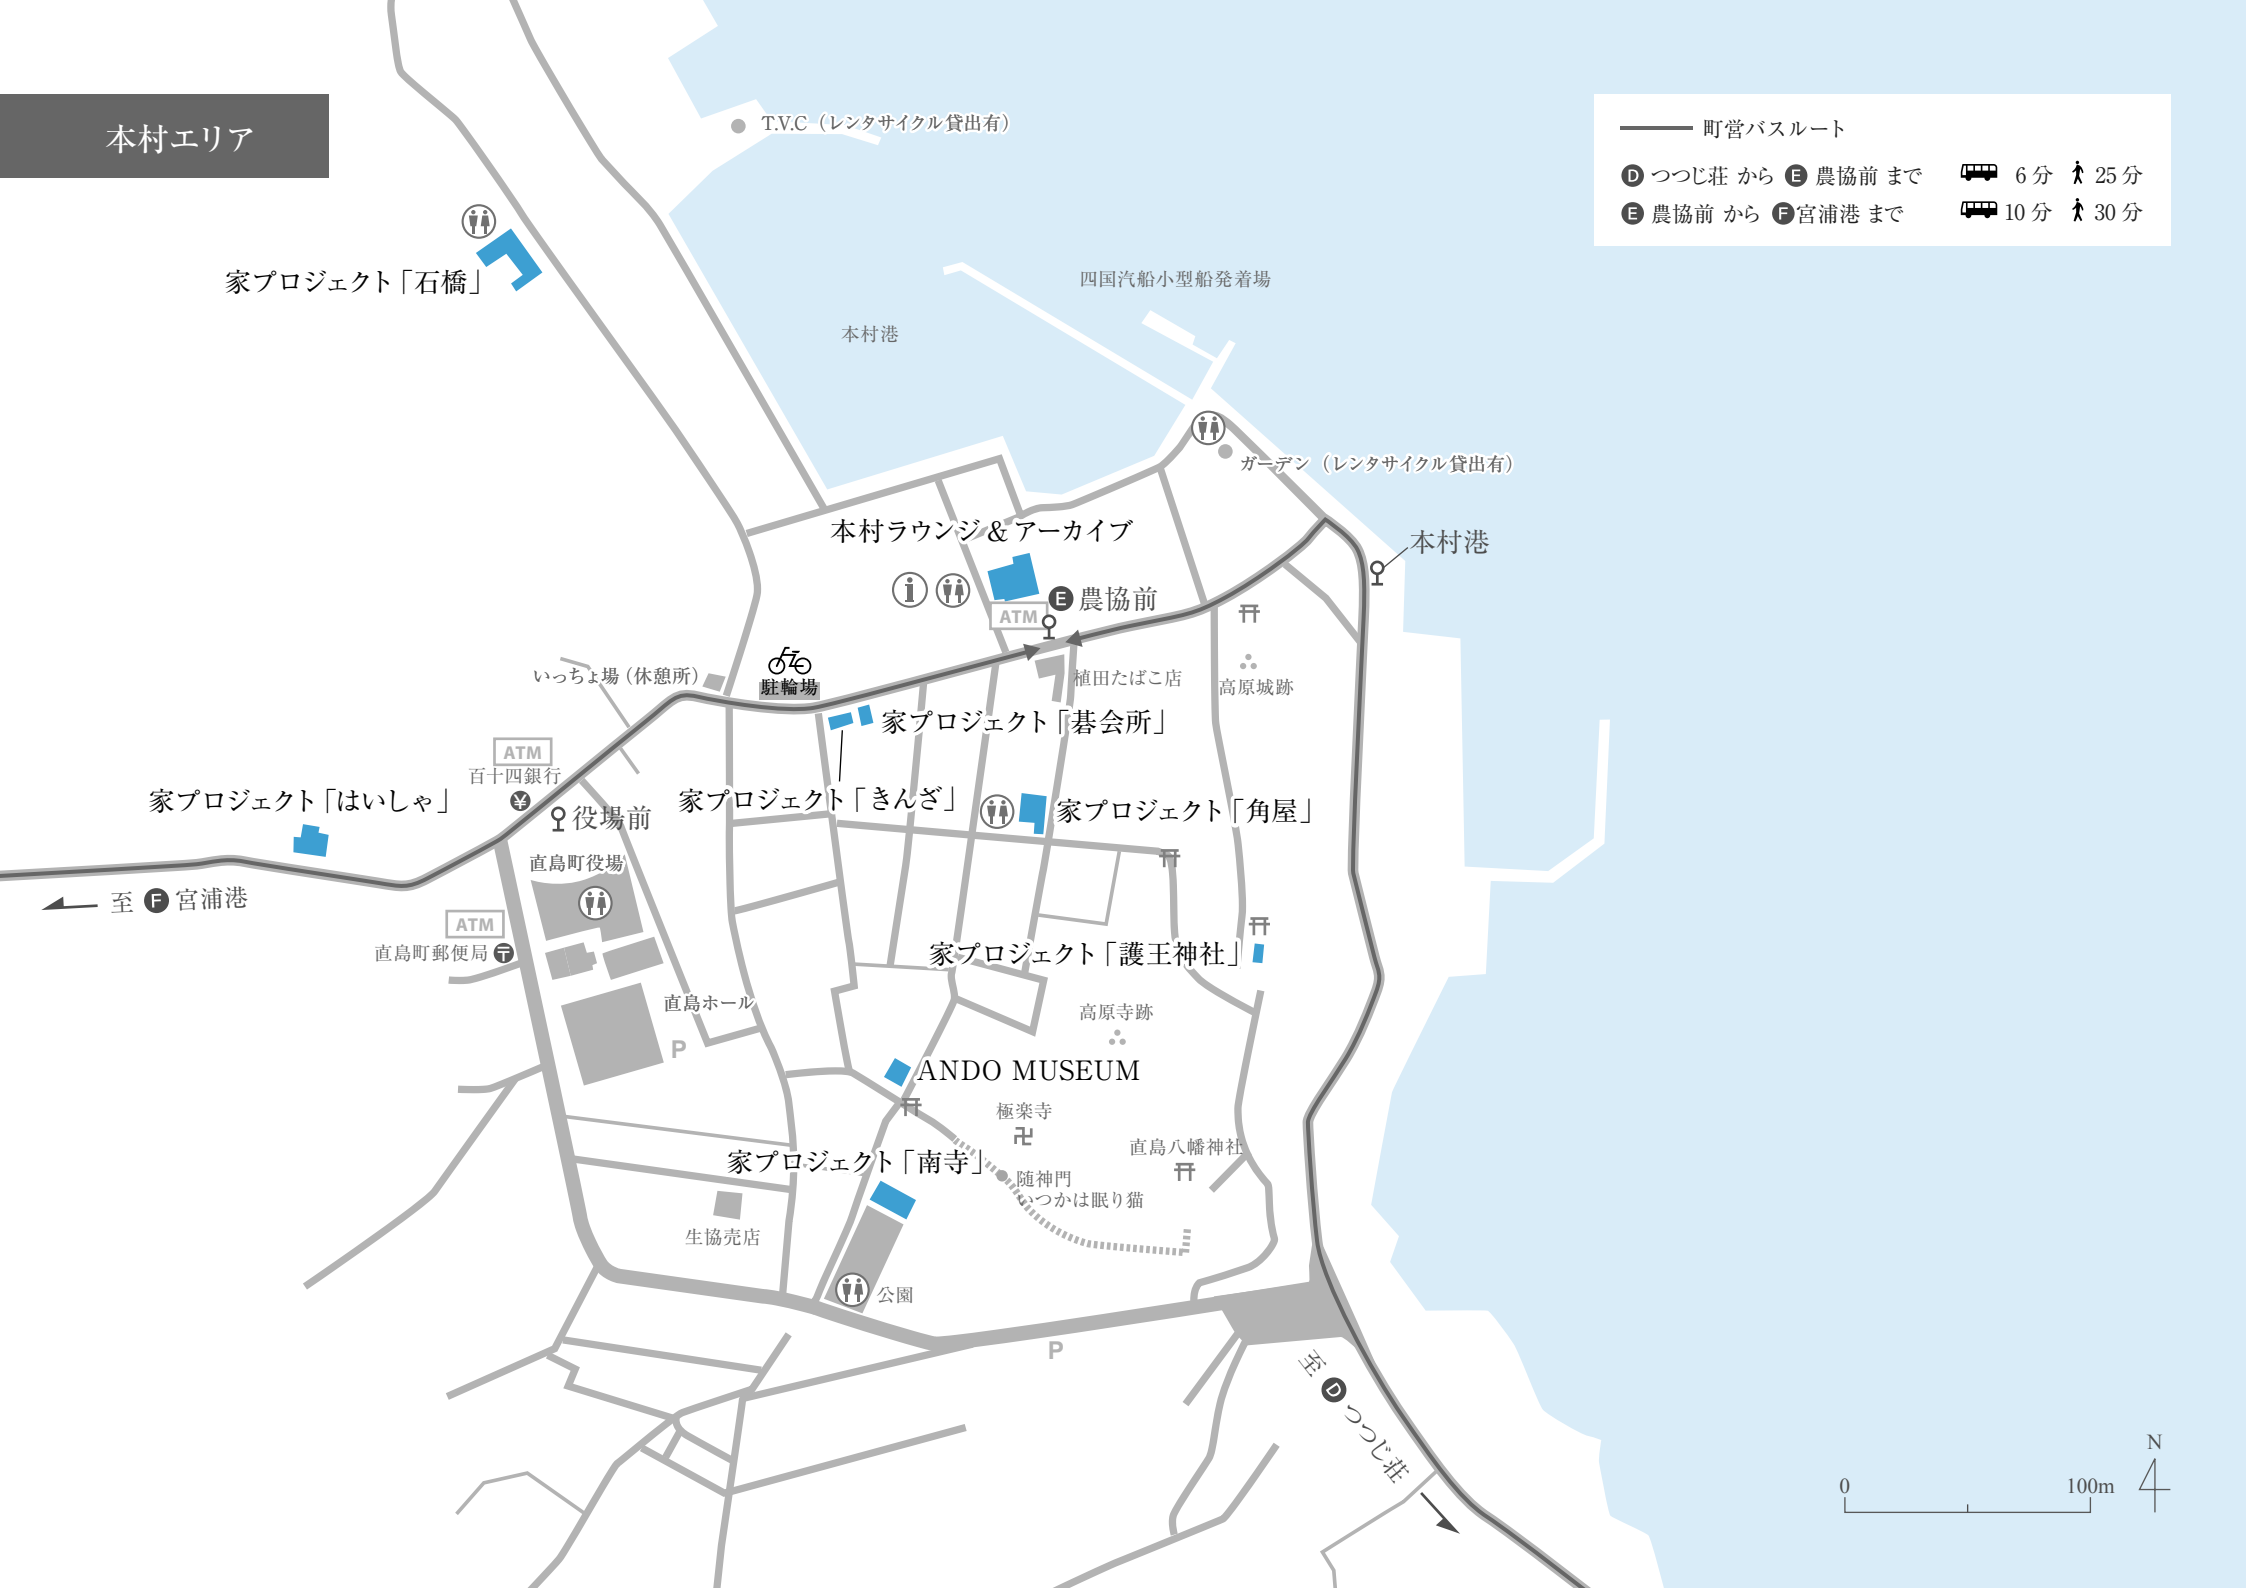 本村エリア
T.V.C（レンタサイクル貸出有）
町営バスルート
D つつじ荘 から E 農協前 まで 6 分 25 分
E 農協前 から F 宮浦港 まで 10 分 30 分
家プロジェクト「石橋」
四国汽船小型船発着場
本村港
ガーデン（レンタサイクル貸出有）
本村ラウンジ & アーカイブ
本村港
E 農協前
ATM
いっちょ場（休憩所）
駐輪場
植田たばこ店
高原城跡
家プロジェクト「碁会所」
ATM
百十四銀行
¥
家プロジェクト「はいしゃ」
役場前
家プロジェクト「きんざ」
家プロジェクト「角屋」
直島町役場
至 F 宮浦港
ATM
直島町郵便局
家プロジェクト「護王神社」
直島ホール
P
高原寺跡
ANDO MUSEUM
極楽寺
直島八幡神社
家プロジェクト「南寺」
随神門
いつかは眠り猫
生協売店
公園
P
至 D つつじ荘
N
0 100m